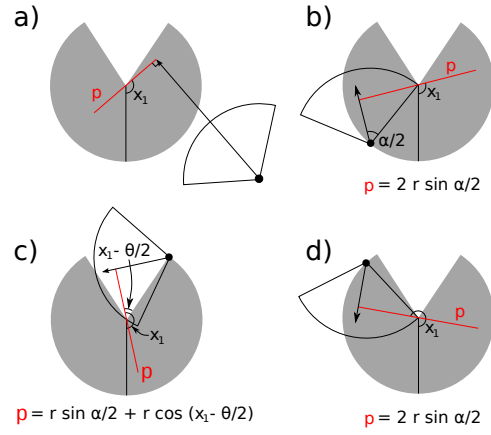 a)
p
x₁
b)
p
x₁
α/2
p = 2 r sin α/2
c)
x₁- θ/2
x₁
p
p = r sin α/2 + r cos (x₁- θ/2)
d)
p
x₁
p = 2 r sin α/2